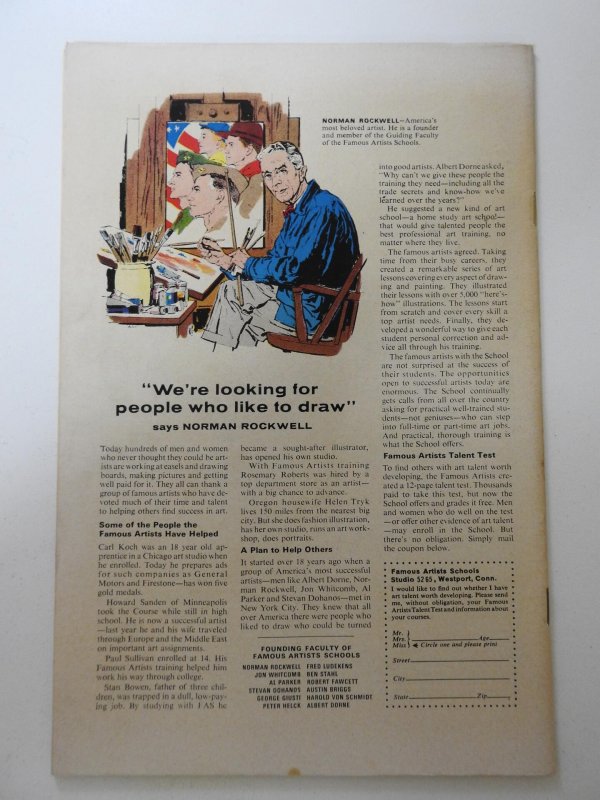 NORMAN ROCKWELL—America's
most beloved artist. He is a founder
and member of the Guiding Faculty
of the Famous Artists Schools.
"We're looking for
people who like to draw"
says NORMAN ROCKWELL
Today hundreds of men and women
who never thought they could be art-
ists are working at easels and drawing
boards, making pictures and getting
well paid for it. They all can thank a
group of famous artists who have de-
voted much of their time and talent
to helping others find success in art.
Some of the People the
Famous Artists Have Helped
Carl Koch was an 18 year old ap-
prentice in a Chicago art studio when
he enrolled. Today he prepares ads
for such companies as General
Motors and Firestone—has won five
gold medals.
Howard Sanden of Minneapolis
took the Course while still in high
school. He is now a successful artist
—last year he and his wife traveled
through Europe and the Middle East
on important art assignments.
Paul Sullivan enrolled at 14. His
Famous Artists training helped him
work his way through college.
Stan Bowen, father of three chil-
dren, was trapped in a dull, low-pay-
ing job. By studying with FAS he
became a sought-after illustrator,
has opened his own studio.
With Famous Artists training
Rosemary Roberts was hired by a
top department store as an artist—
with a big chance to advance.
Oregon housewife Helen Tryk
lives 150 miles from the nearest big
city. But she does fashion illustration,
has her own studio, runs an art work-
shop, does portraits.
A Plan to Help Others
It started over 18 years ago when a
group of America's most successful
artists—men like Albert Dorne, Nor-
man Rockwell, Jon Whitcomb, Al
Parker and Stevan Dohanos—met in
New York City. They knew that all
over America there were people who
liked to draw who could be turned
FOUNDING FACULTY OF
FAMOUS ARTISTS SCHOOLS
NORMAN ROCKWELL FRED LUDEKENS
JON WHITCOMB BEN STAHL
AL PARKER ROBERT FAWCETT
STEVAN DOHANOS AUSTIN BRIGGS
GEORGE GIUSTI HAROLD VON SCHMIDT
PETER HELCK ALBERT DORNE
into good artists. Albert Dorne asked,
"Why can't we give these people the
training they need—including all the
trade secrets and know-how we've
learned over the years?"
He suggested a new kind of art
school—a home study art school—
that would give talented people the
best professional art training, no
matter where they live.
The famous artists agreed. Taking
time from their busy careers, they
created a remarkable series of art
lessons covering every aspect of draw-
ing and painting. They illustrated
their lessons with over 5,000 "here's-
how" illustrations. The lessons start
from scratch and cover every skill a
top artist needs. Finally, they de-
veloped a wonderful way to give each
student personal correction and ad-
vice all through his training.
The famous artists with the School
are not surprised at the success of
their students. The opportunities
open to successful artists today are
enormous. The School continually
gets calls from all over the country
asking for practical well-trained stu-
dents—not geniuses—who can step
into full-time or part-time art jobs.
And practical, thorough training is
what the School offers.
Famous Artists Talent Test
To find others with art talent worth
developing, the Famous Artists cre-
ated a 12-page talent test. Thousands
paid to take this test, but now the
School offers and grades it free. Men
and women who do well on the test
—or offer other evidence of art talent
—may enroll in the School. But
there's no obligation. Simply mail
the coupon below.
Famous Artists Schools
Studio 5265, Westport, Conn.
I would like to find out whether I have
art talent worth developing. Please send
me, without obligation, your Famous
Artists Talent Test and information about
your courses.
Mr.
Mrs. Age
Miss Circle one and please print
Street
City
State Zip